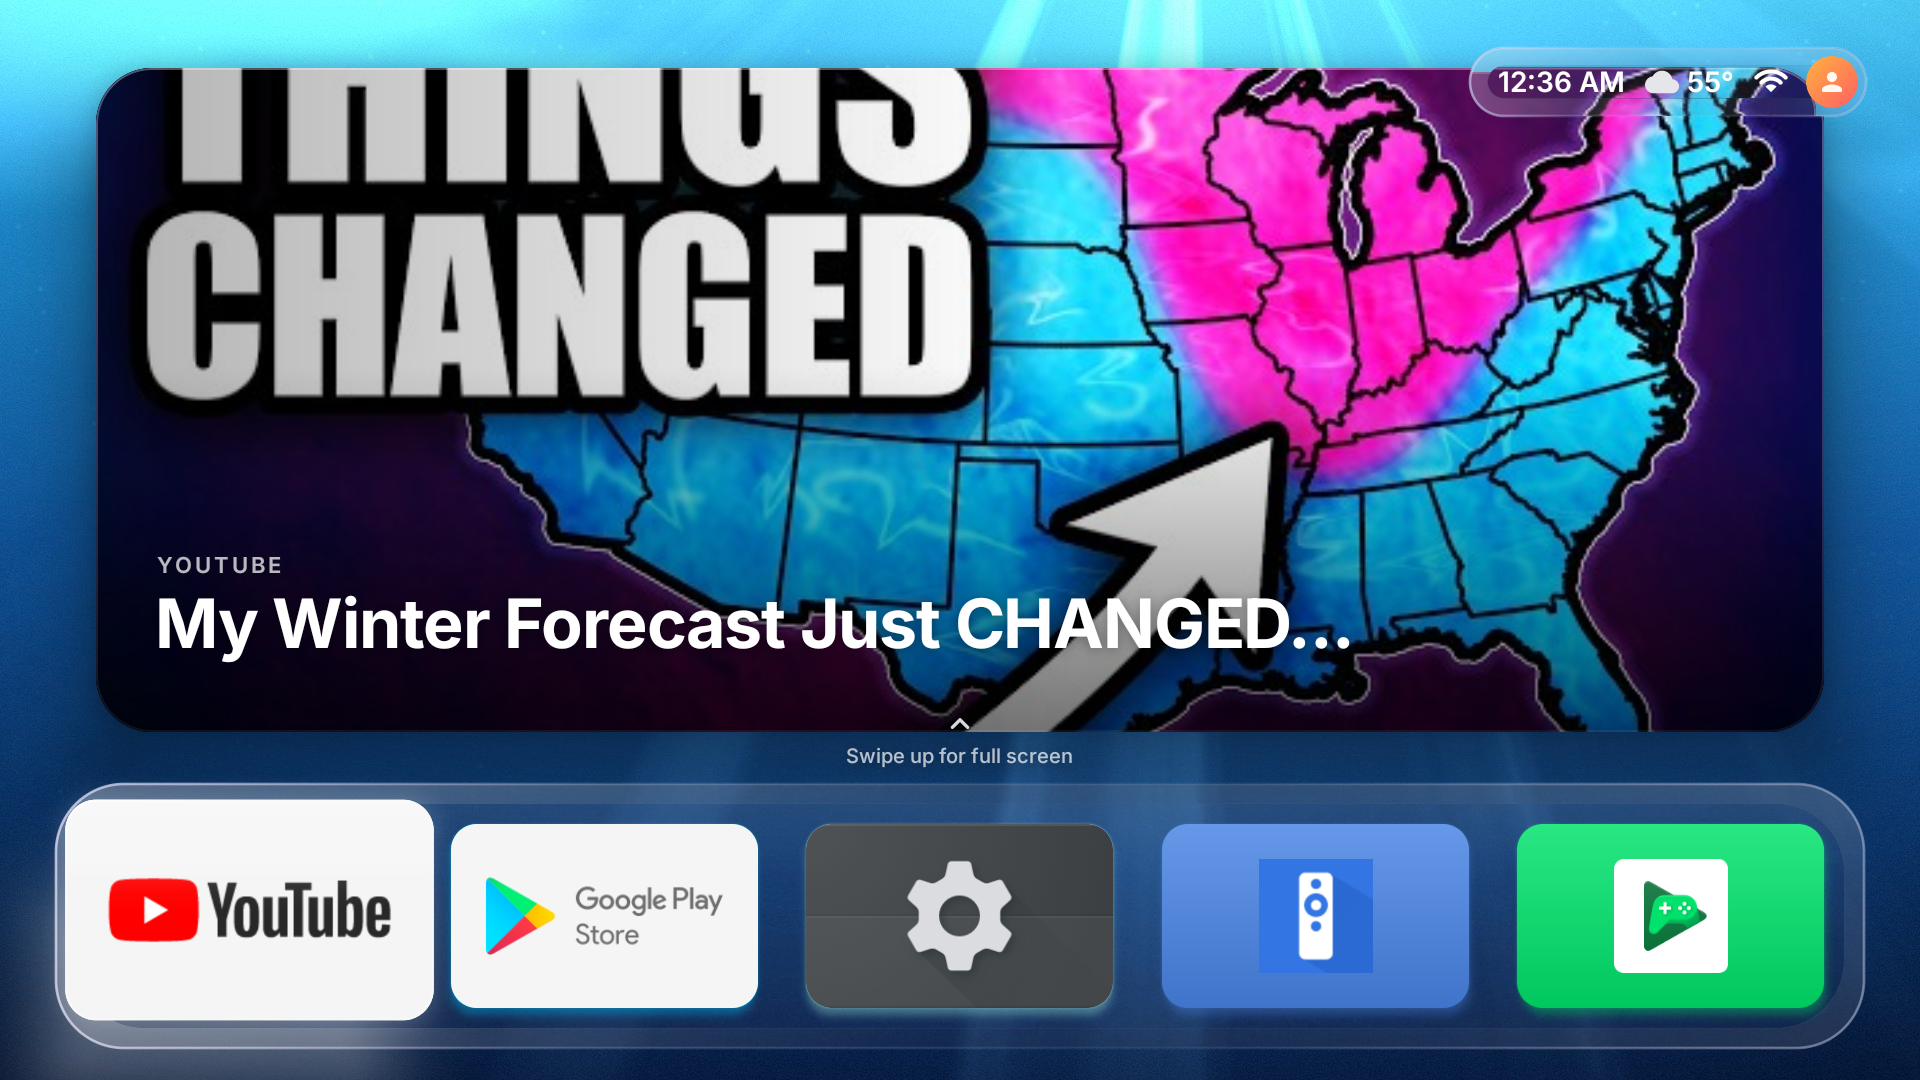 12:36 AM 55°
THINGS
CHANGED
YOUTUBE
My Winter Forecast Just CHANGED...
Swipe up for full screen
YouTube
Google Play
Store